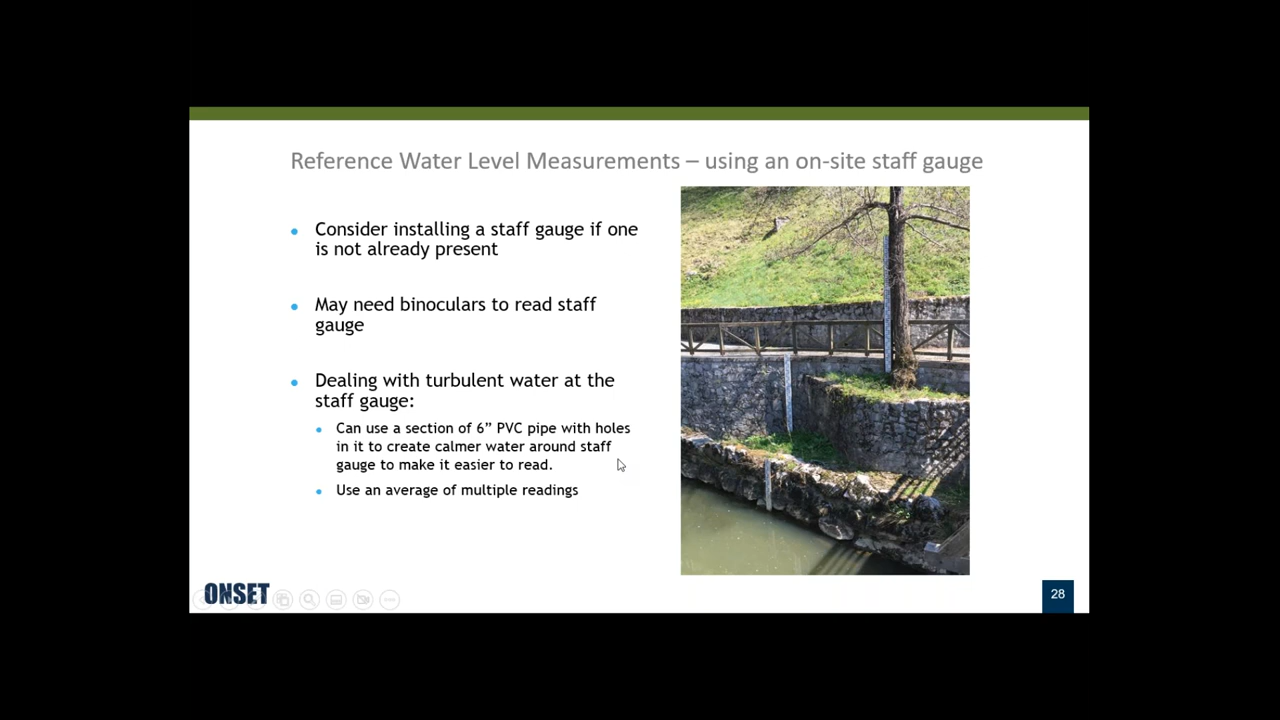 Reference Water Level Measurements – using an on-site staff gauge
Consider installing a staff gauge if one
is not already present
May need binoculars to read staff
gauge
Dealing with turbulent water at the
staff gauge:
Can use a section of 6” PVC pipe with holes
in it to create calmer water around staff
gauge to make it easier to read.
Use an average of multiple readings
ONSET
28